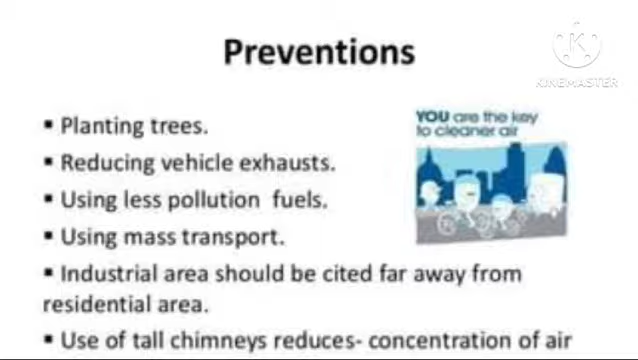 Preventions
K
KINEMASTER
▪ Planting trees.
YOU are the key
to cleaner air
▪ Reducing vehicle exhausts.
▪ Using less pollution fuels.
▪ Using mass transport.
▪ Industrial area should be cited far away from
residential area.
▪ Use of tall chimneys reduces- concentration of air